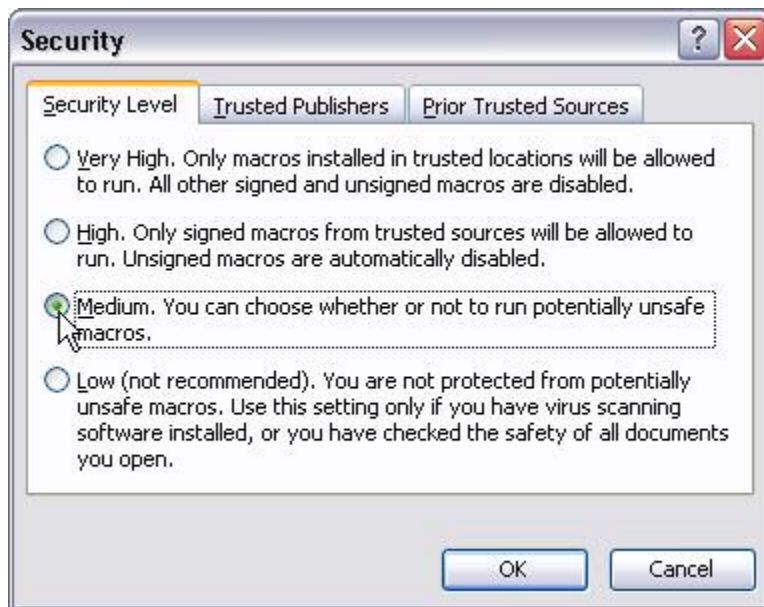 Security
Security Level Trusted Publishers Prior Trusted Sources
Very High. Only macros installed in trusted locations will be allowed
to run. All other signed and unsigned macros are disabled.
High. Only signed macros from trusted sources will be allowed to
run. Unsigned macros are automatically disabled.
Medium. You can choose whether or not to run potentially unsafe
macros.
Low (not recommended). You are not protected from potentially
unsafe macros. Use this setting only if you have virus scanning
software installed, or you have checked the safety of all documents
you open.
OK Cancel